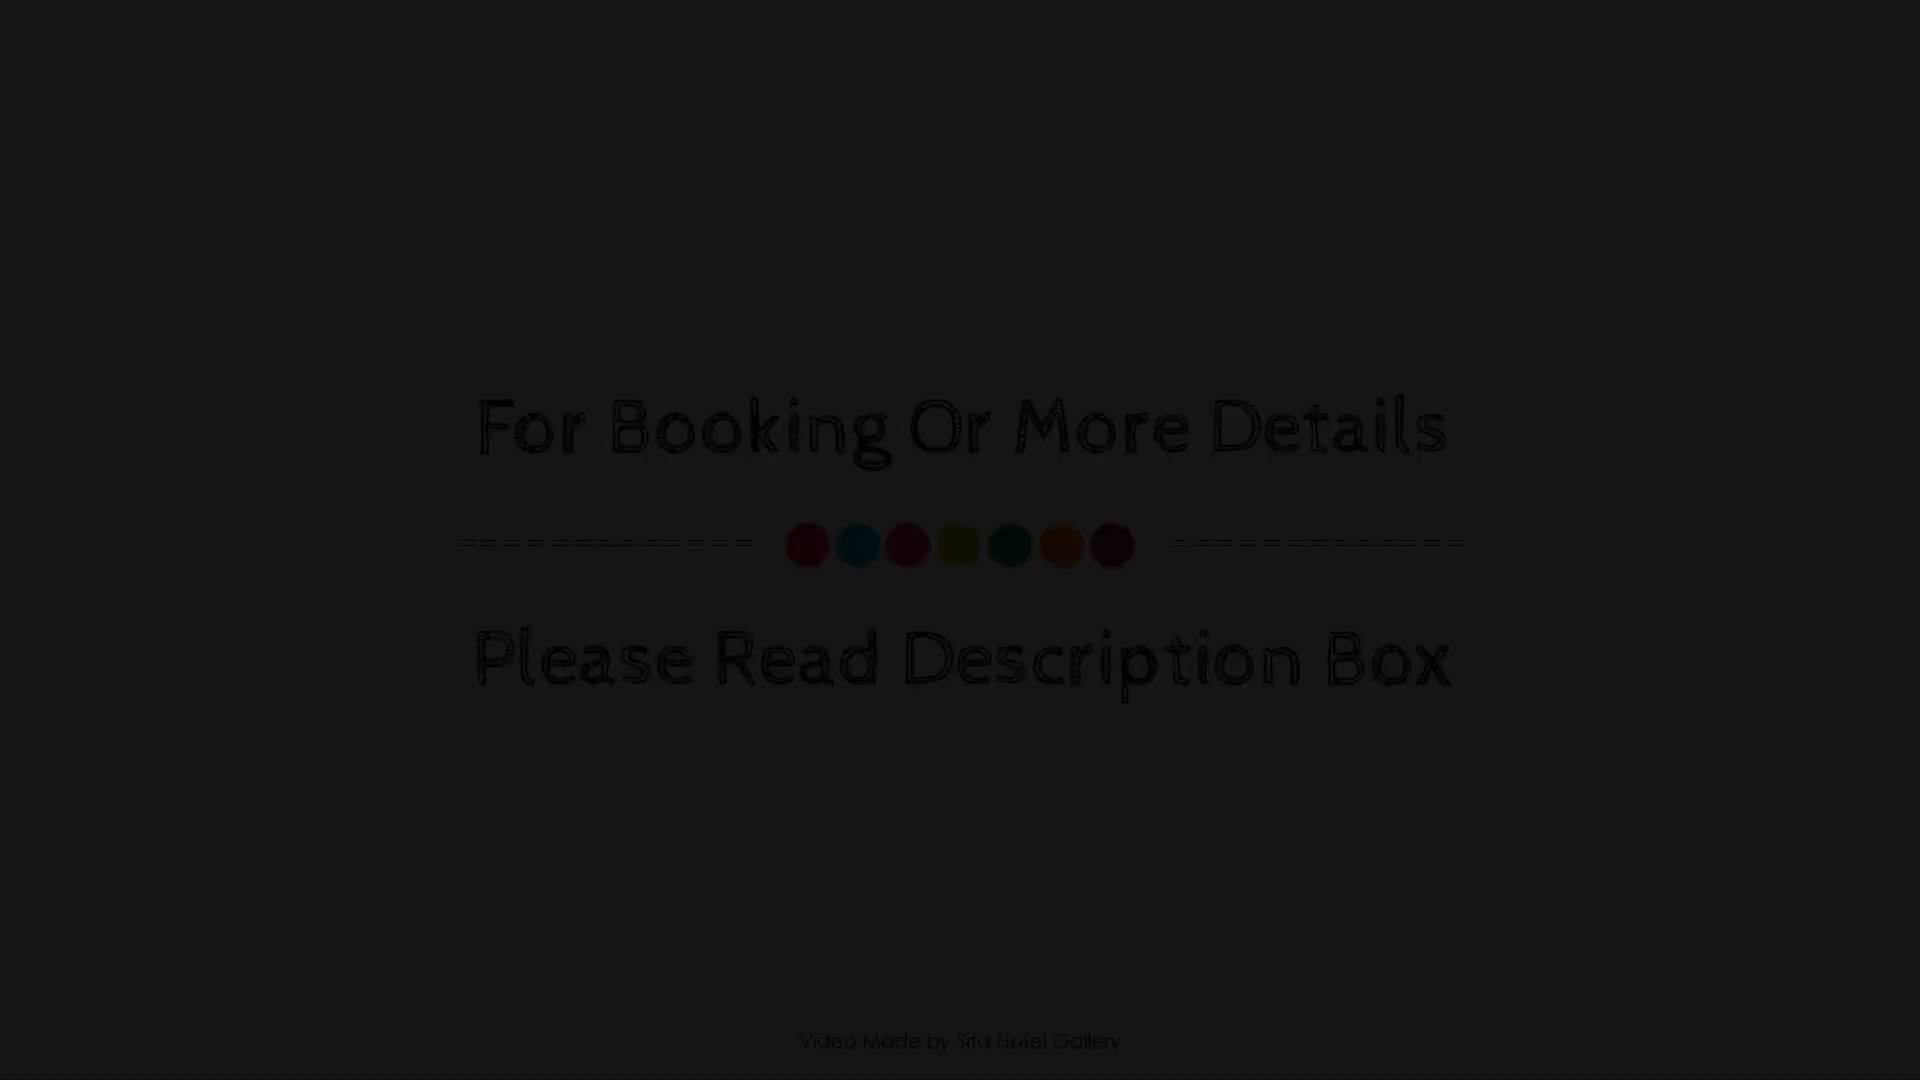 For Booking Or More Details
============= =============
Please Read Description Box
Video Made by Sita Hotel Gallery